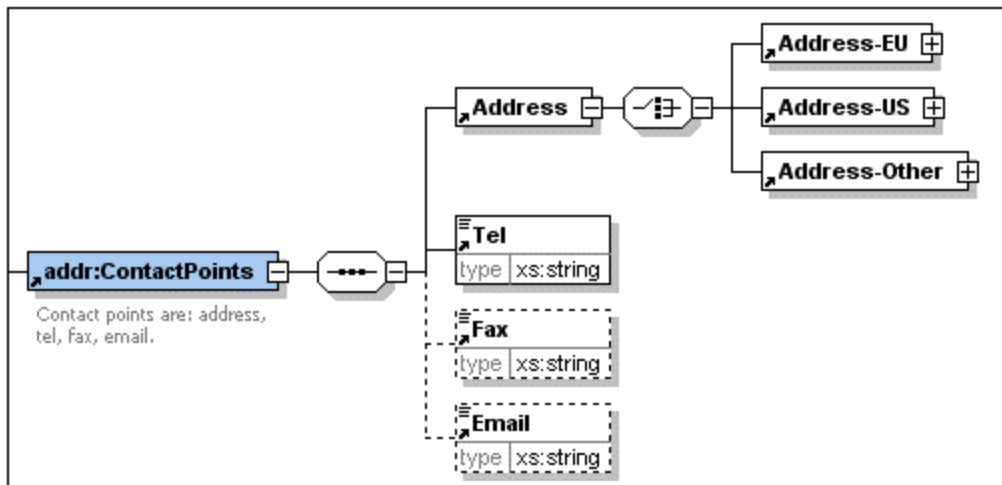 Address-EU
Address
Address-US
Address-Other
Tel
type xs:string
addr:ContactPoints
Contact points are: address,
tel, fax, email.
Fax
type xs:string
Email
type xs:string